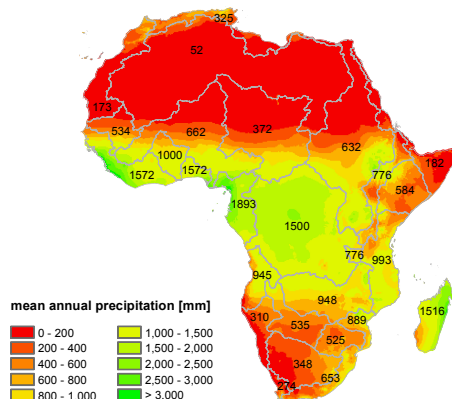 325
52
173
534
662
372
632
182
1000
776
584
1572
1572
1893
1500
776
993
945
948
1516
310
535
889
525
348
653
274
mean annual precipitation [mm]
0 - 200
200 - 400
400 - 600
600 - 800
800 - 1,000
1,000 - 1,500
1,500 - 2,000
2,000 - 2,500
2,500 - 3,000
> 3,000